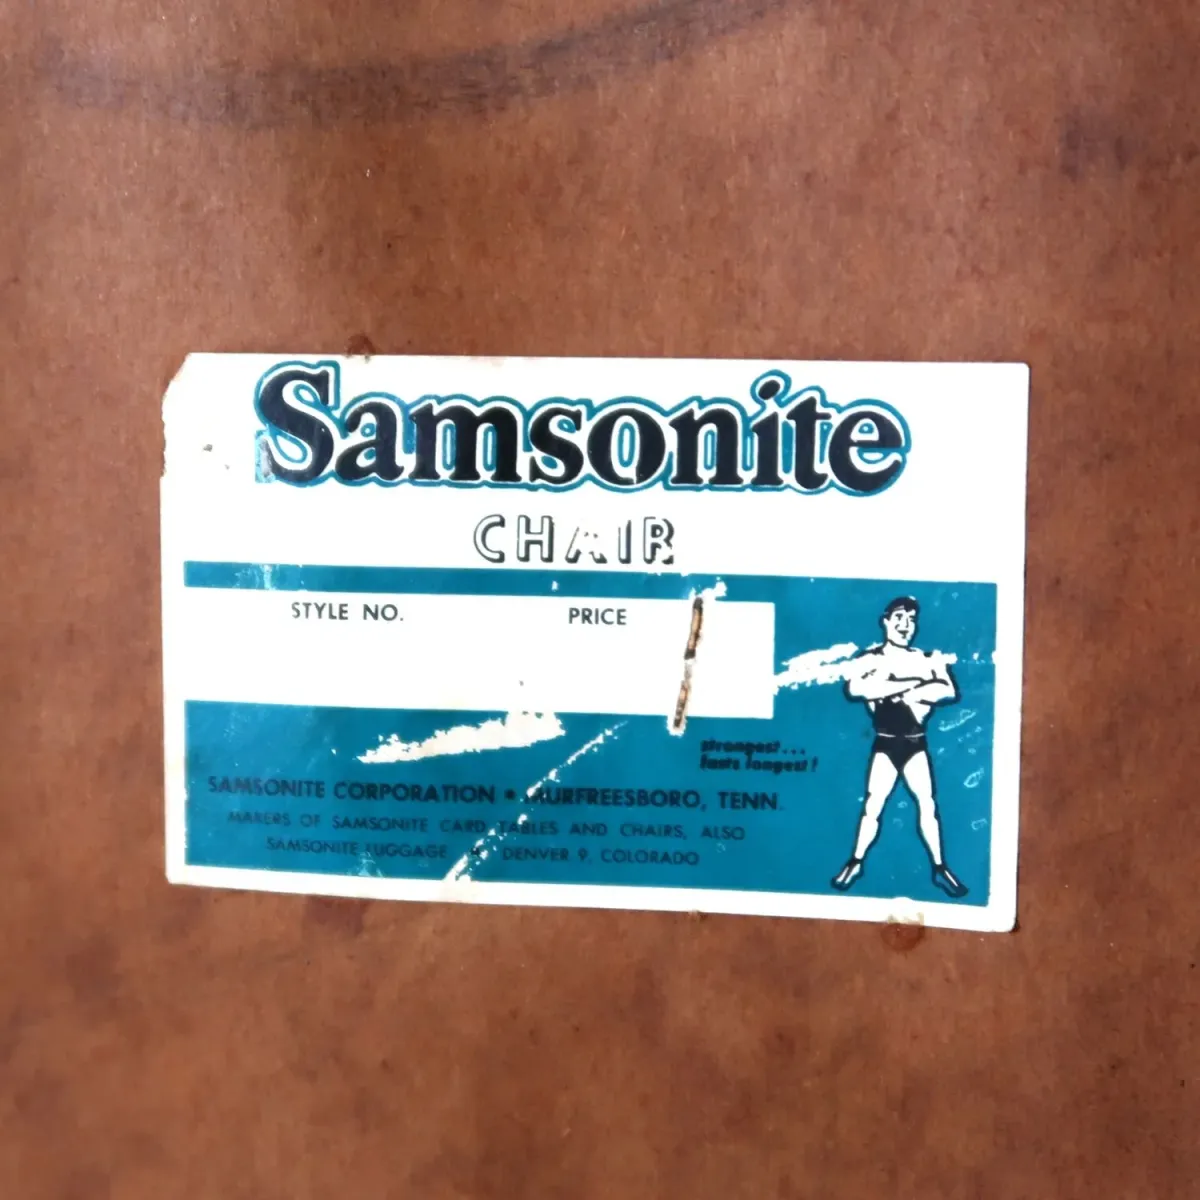 Samsonite
CHAIR
STYLE NO. PRICE
strongest...
lasts longest!
SAMSONITE CORPORATION • MURFREESBORO, TENN.
MAKERS OF SAMSONITE CARD TABLES AND CHAIRS, ALSO
SAMSONITE LUGGAGE • DENVER 9, COLORADO